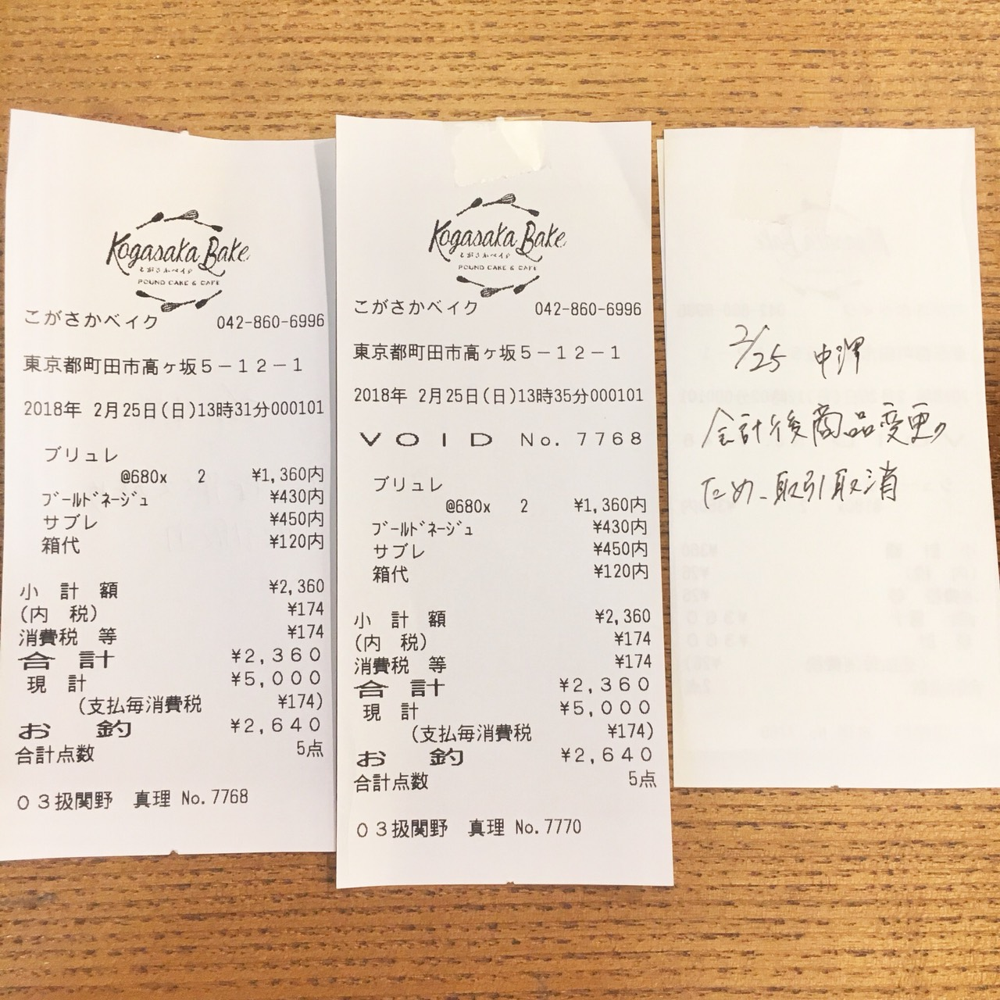 Kogasaka Bake
こがさかベイク
POUND CAKE & CAFE
こがさかベイク 042-860-6996
東京都町田市高ヶ坂5-12-1
2018年 2月25日(日)13時31分000101
ブリュレ
@680x 2 ¥1,360内
ブールドネージュ ¥430内
サブレ ¥450内
箱代 ¥120内
小計額 ¥2,360
(内税) ¥174
消費税等 ¥174
合計 ¥2,360
現計 ¥5,000
(支払毎消費税 ¥174)
お釣 ¥2,640
合計点数 5点
03扱関野 真理 No.7768
Kogasaka Bake
こがさかベイク
POUND CAKE & CAFE
こがさかベイク 042-860-6996
東京都町田市高ヶ坂5-12-1
2018年 2月25日(日)13時35分000101
VOID No.7768
ブリュレ
@680x 2 ¥1,360内
ブールドネージュ ¥430内
サブレ ¥450内
箱代 ¥120内
小計額 ¥2,360
(内税) ¥174
消費税等 ¥174
合計 ¥2,360
現計 ¥5,000
(支払毎消費税 ¥174)
お釣 ¥2,640
合計点数 5点
03扱関野 真理 No.7770
2/25 中澤
会計後商品変更の
ため、取引取消